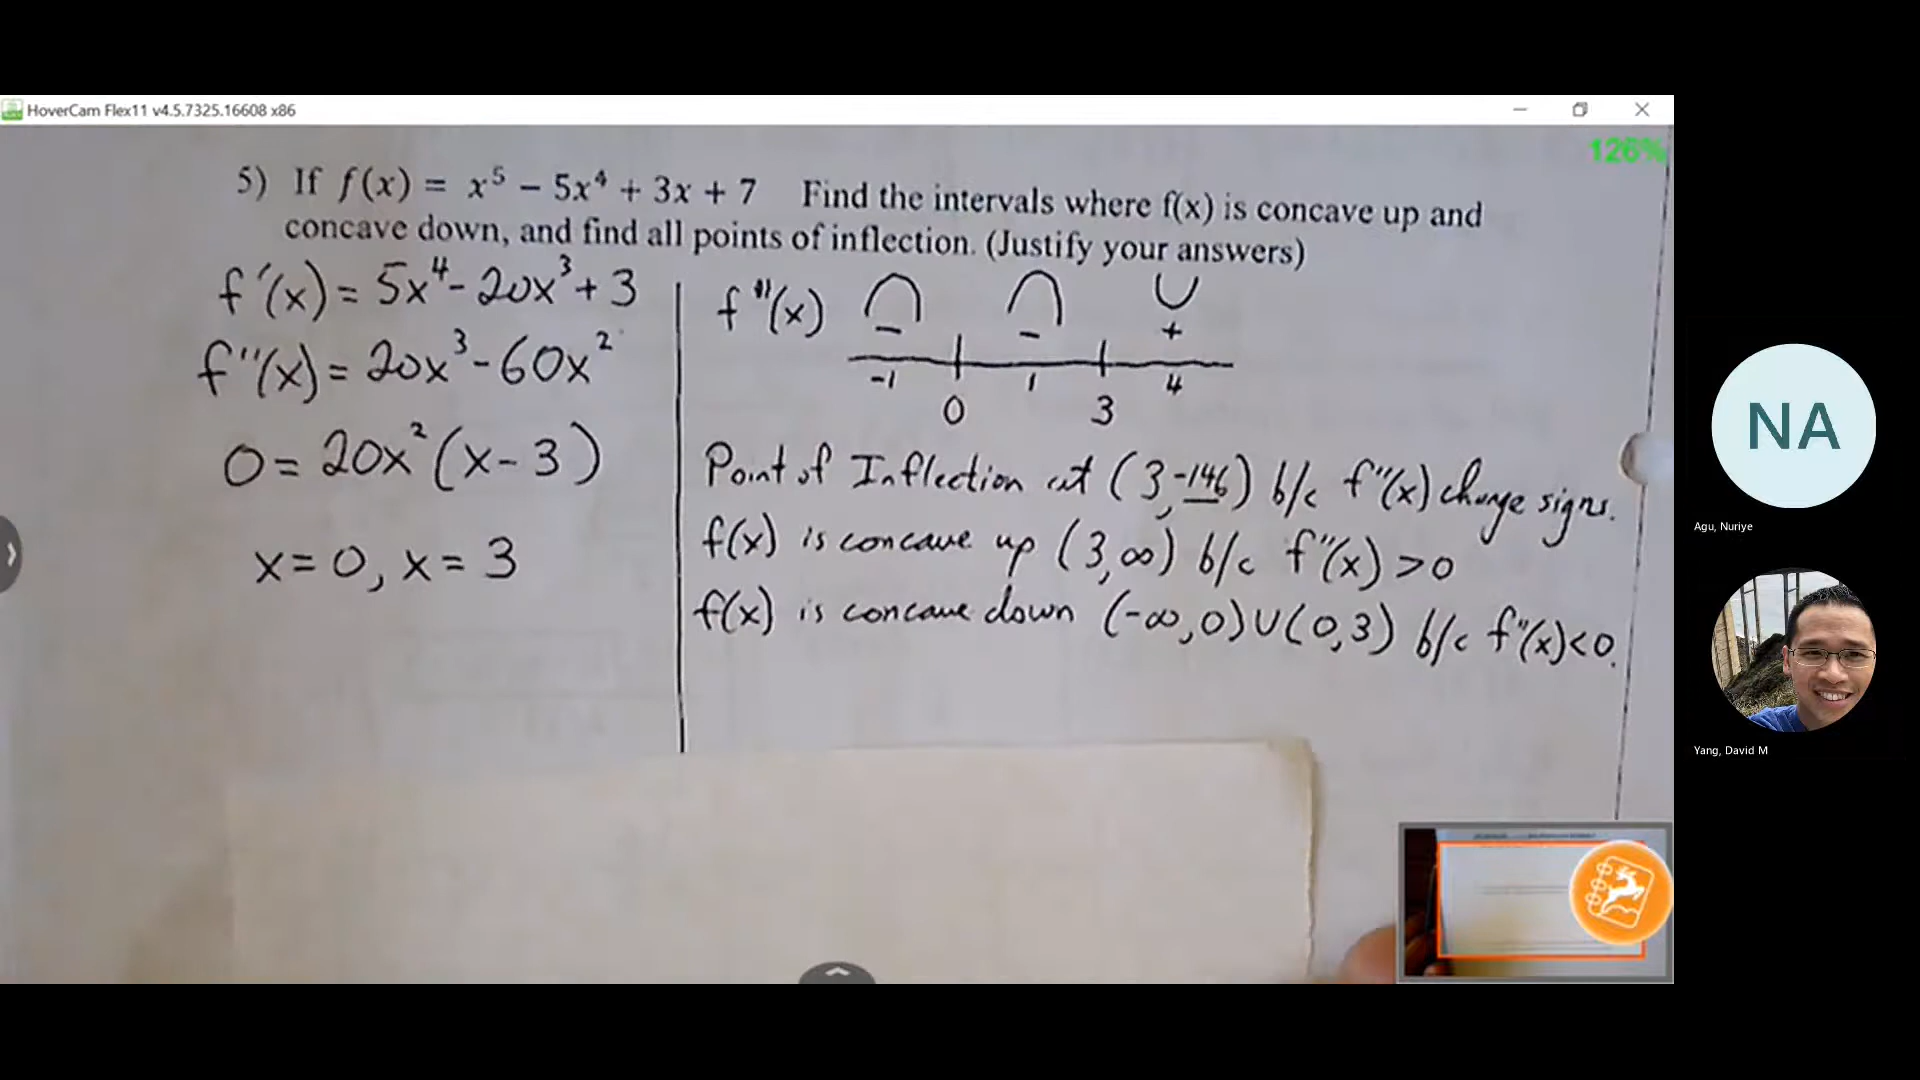 HoverCam Flex11 v4.5.7325.16608 x86
126%
5) If f(x) = x⁵ − 5x⁴ + 3x + 7 Find the intervals where f(x) is concave up and
concave down, and find all points of inflection. (Justify your answers)
f'(x) = 5x⁴ - 20x³ + 3
f''(x) = 20x³ - 60x²
0 = 20x²(x - 3)
x = 0, x = 3
f''(x)
− − +
-1 1 4
0 3
Point of Inflection at (3, -146) b/c f''(x) change signs.
f(x) is concave up (3, ∞) b/c f''(x) > 0
f(x) is concave down (-∞, 0) ∪ (0, 3) b/c f''(x) < 0.
NA
Agu, Nuriye
Yang, David M